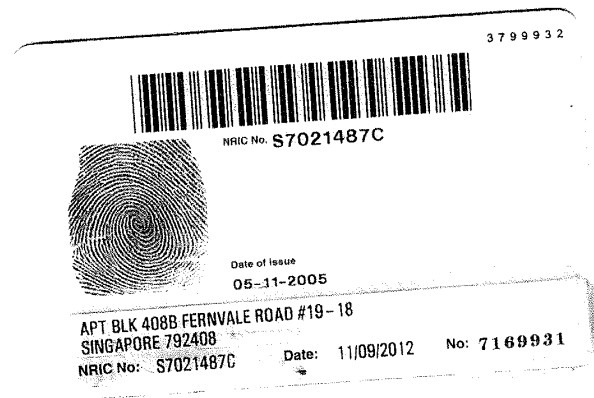 3799932
NRIC No. S7021487C
Date of Issue
05-11-2005
APT BLK 408B FERNVALE ROAD #19-18
SINGAPORE 792408
NRIC No: S7021487C Date: 11/09/2012 No: 7169931